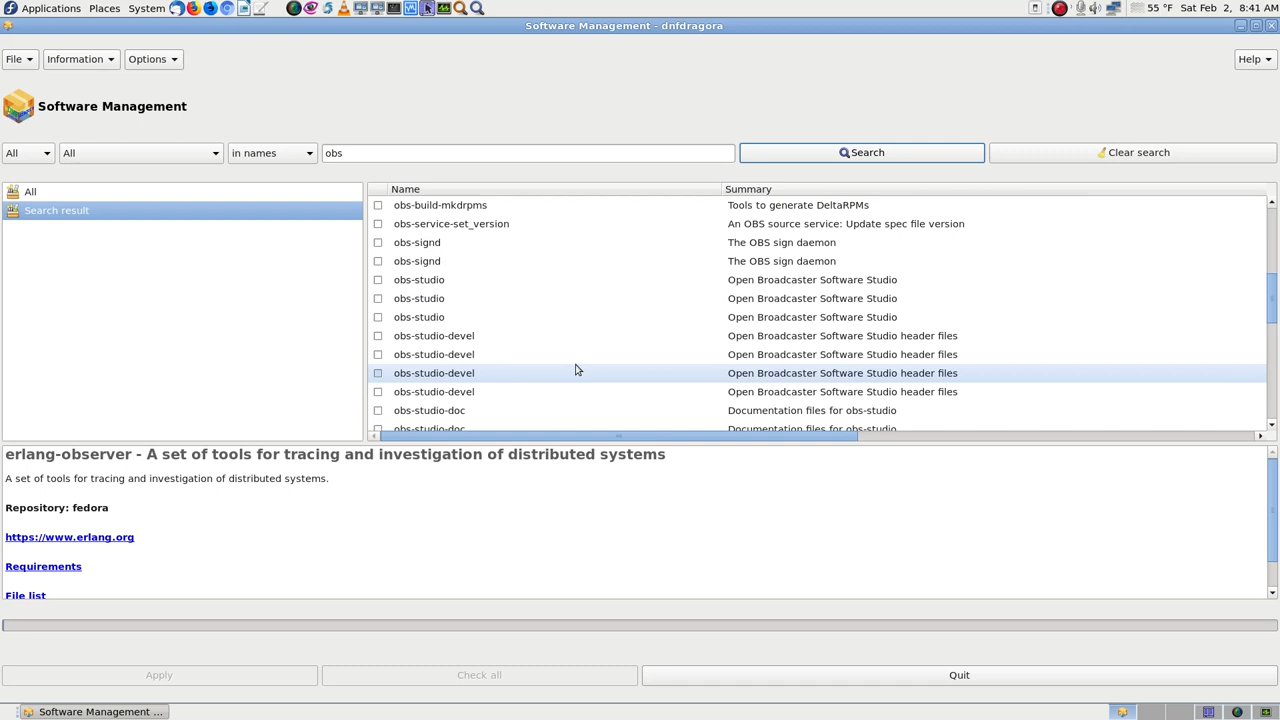 Applications Places System 55 °F Sat Feb 2, 8:41 AM
Software Management - dnfdragora
File Information Options Help
Software Management
All All in names obs Search Clear search
All
Search result
Name Summary
obs-build-mkdrpms Tools to generate DeltaRPMs
obs-service-set_version An OBS source service: Update spec file version
obs-signd The OBS sign daemon
obs-signd The OBS sign daemon
obs-studio Open Broadcaster Software Studio
obs-studio Open Broadcaster Software Studio
obs-studio Open Broadcaster Software Studio
obs-studio-devel Open Broadcaster Software Studio header files
obs-studio-devel Open Broadcaster Software Studio header files
obs-studio-devel Open Broadcaster Software Studio header files
obs-studio-devel Open Broadcaster Software Studio header files
obs-studio-doc Documentation files for obs-studio
obs-studio-doc Documentation files for obs-studio
erlang-observer - A set of tools for tracing and investigation of distributed systems
A set of tools for tracing and investigation of distributed systems.
Repository: fedora
https://www.erlang.org
Requirements
File list
Apply Check all Quit
Software Management ...